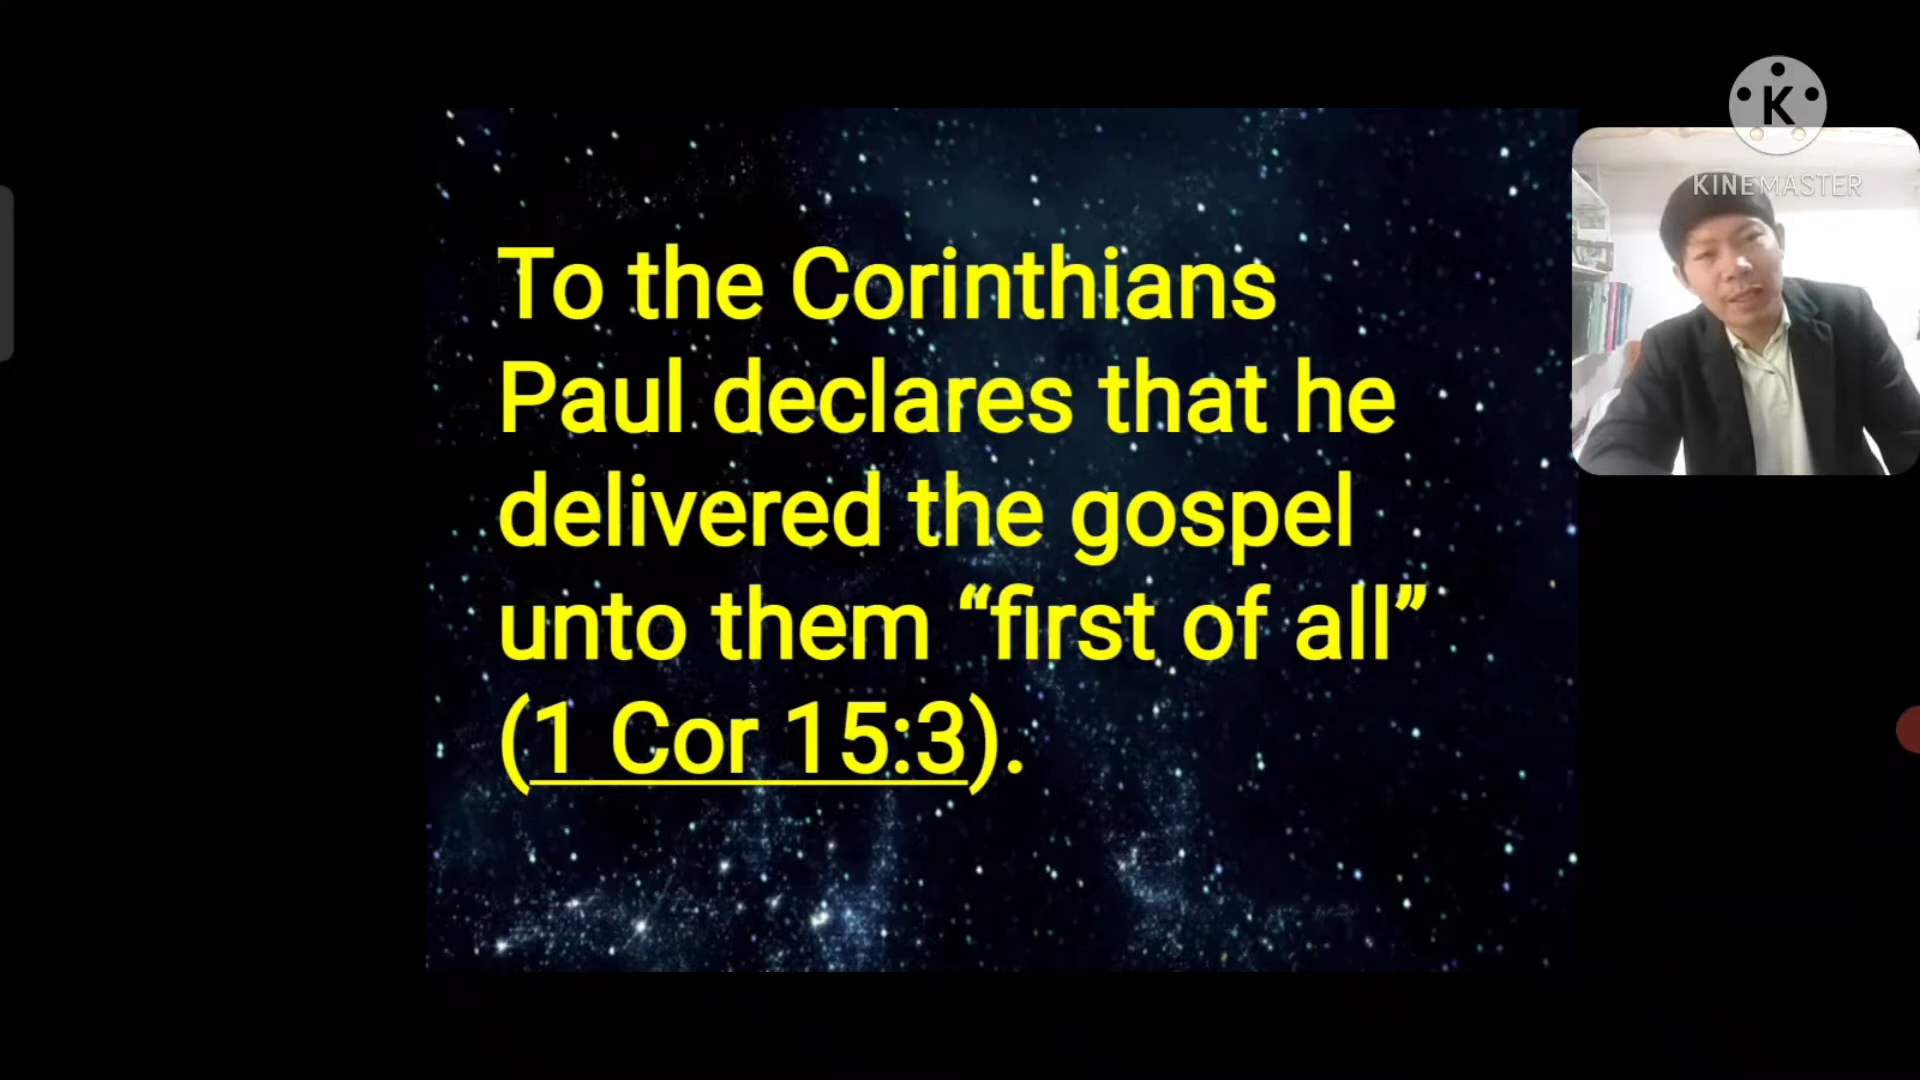 To the Corinthians
Paul declares that he
delivered the gospel
unto them “first of all”
(1 Cor 15:3).
K
KINEMASTER